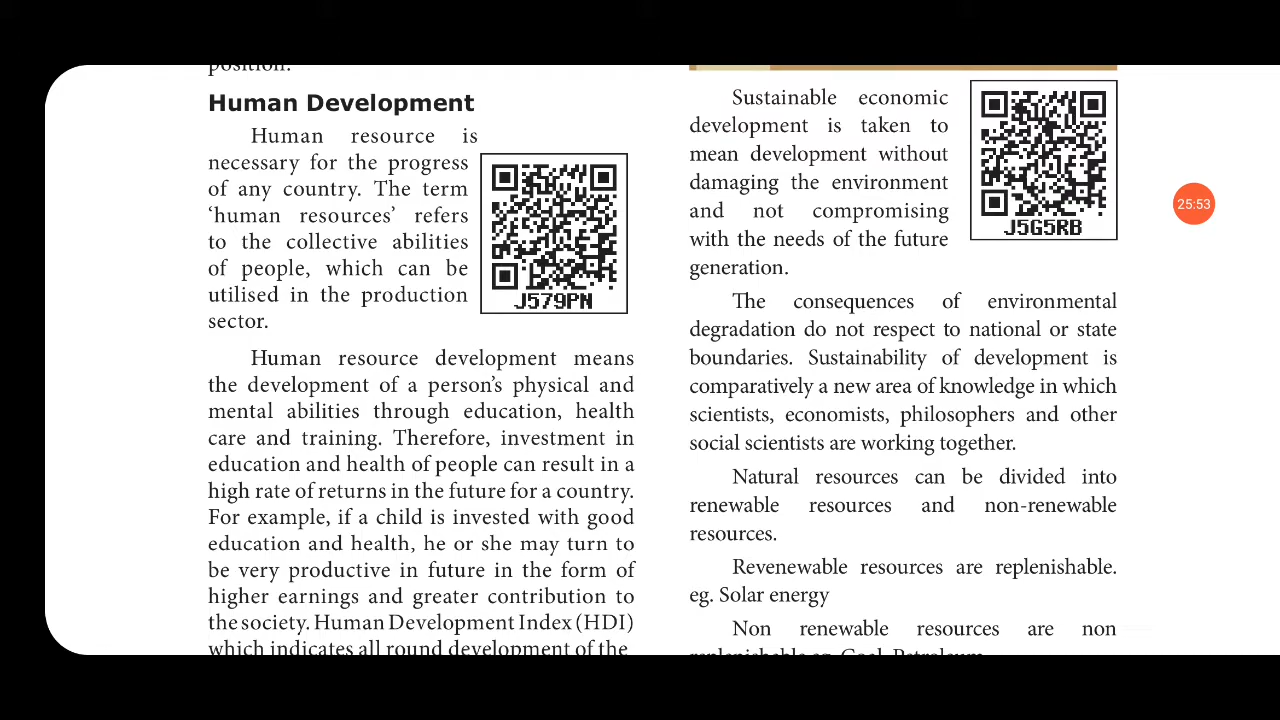 position.
Human Development
Human resource is
necessary for the progress
of any country. The term
‘human resources’ refers
to the collective abilities
of people, which can be
utilised in the production
sector.
J579PN
Human resource development means
the development of a person’s physical and
mental abilities through education, health
care and training. Therefore, investment in
education and health of people can result in a
high rate of returns in the future for a country.
For example, if a child is invested with good
education and health, he or she may turn to
be very productive in future in the form of
higher earnings and greater contribution to
the society. Human Development Index (HDI)
which indicates all round development of the
Sustainable economic
development is taken to
mean development without
damaging the environment
and not compromising
with the needs of the future
generation.
J5G5RB
The consequences of environmental
degradation do not respect to national or state
boundaries. Sustainability of development is
comparatively a new area of knowledge in which
scientists, economists, philosophers and other
social scientists are working together.
Natural resources can be divided into
renewable resources and non-renewable
resources.
Revenewable resources are replenishable.
eg. Solar energy
Non renewable resources are non
replenishable eg. Coal, Petroleum
25:53